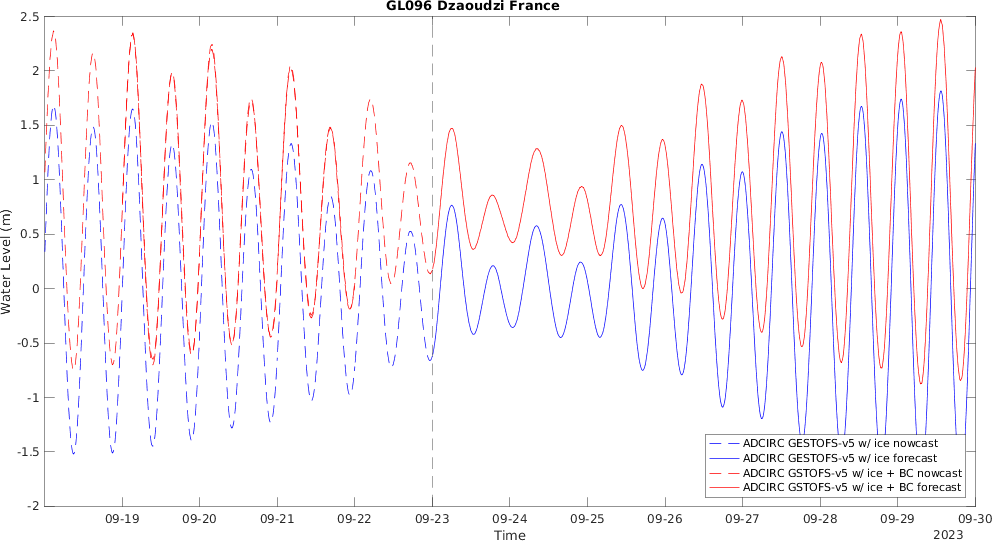 GL096 Dzaoudzi France
2.5
2
1.5
1
0.5
0
-0.5
-1
-1.5
-2
Water Level (m)
ADCIRC GESTOFS-v5 w/ ice nowcast
ADCIRC GESTOFS-v5 w/ ice forecast
ADCIRC GSTOFS-v5 w/ ice + BC nowcast
ADCIRC GSTOFS-v5 w/ ice + BC forecast
09-19 09-20 09-21 09-22 09-23 09-24 09-25 09-26 09-27 09-28 09-29 09-30
Time
2023